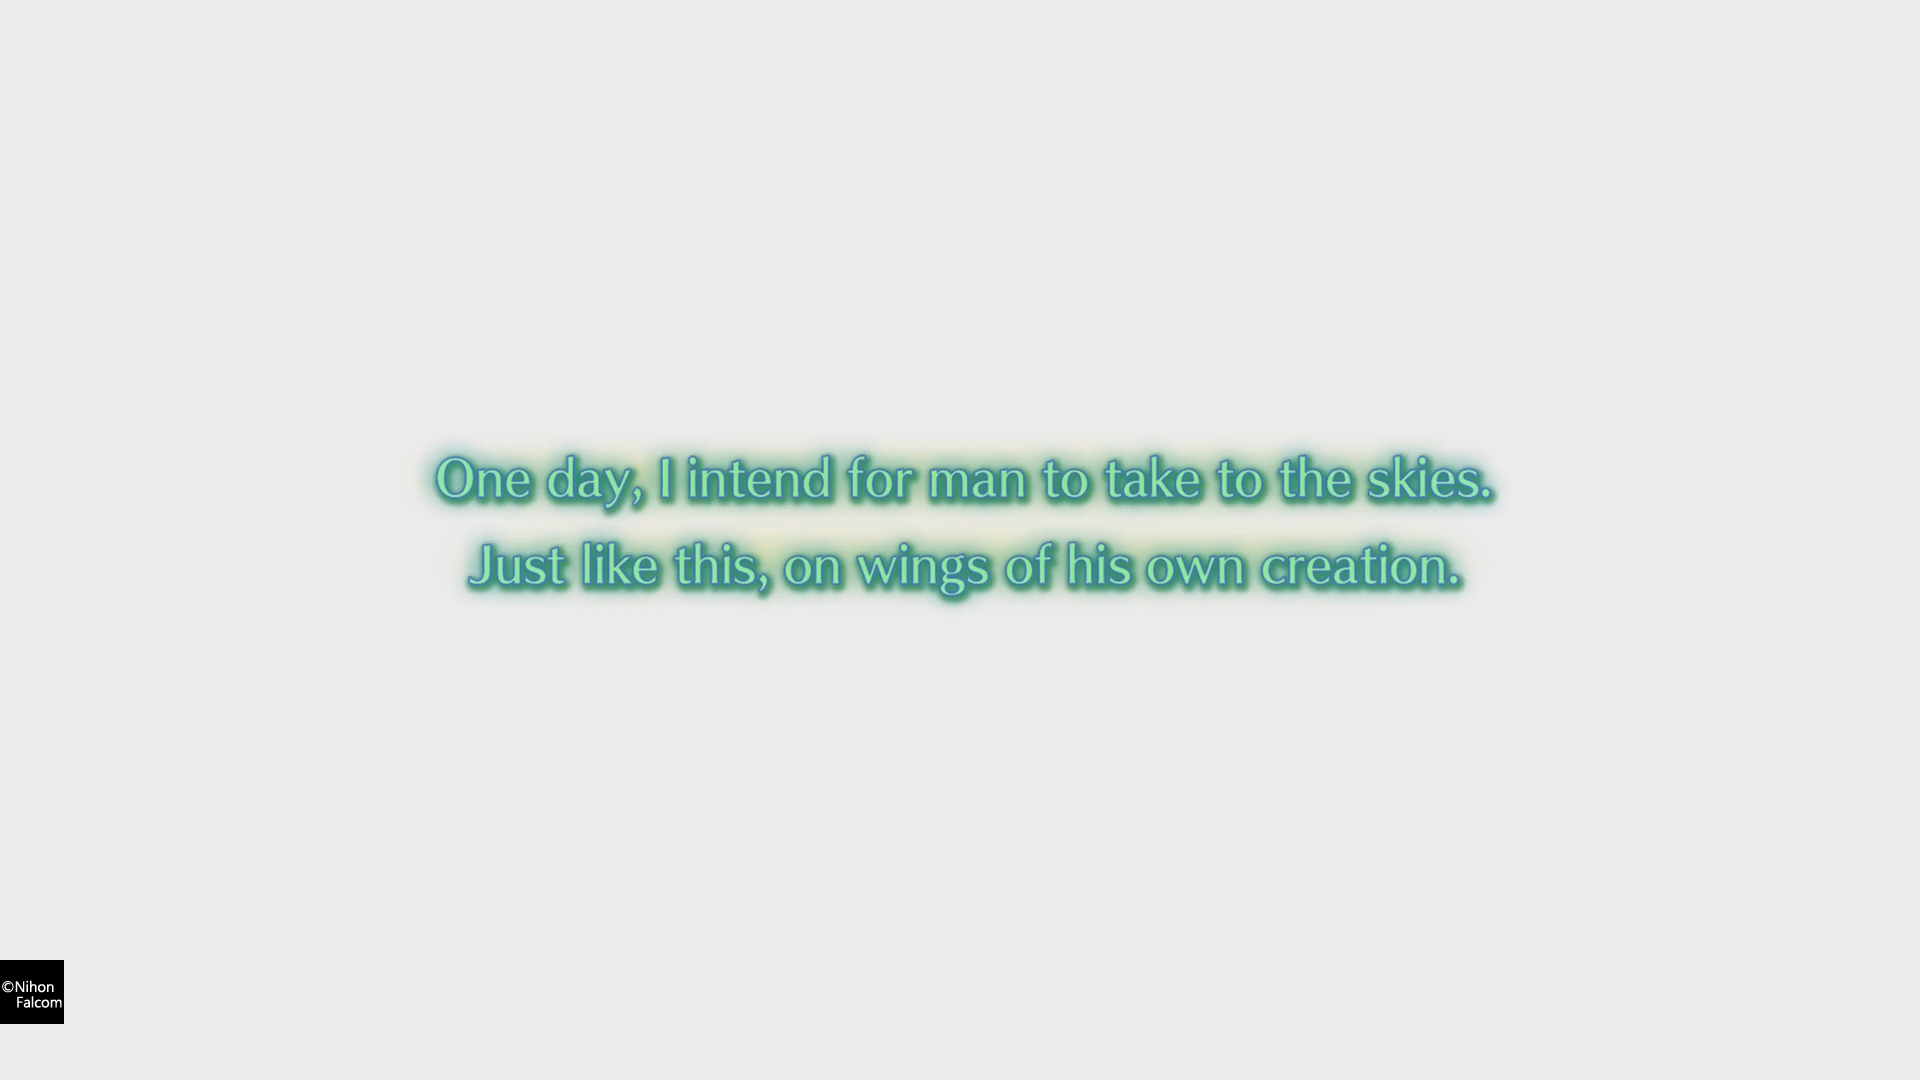 One day, I intend for man to take to the skies.
Just like this, on wings of his own creation.
©Nihon
Falcom